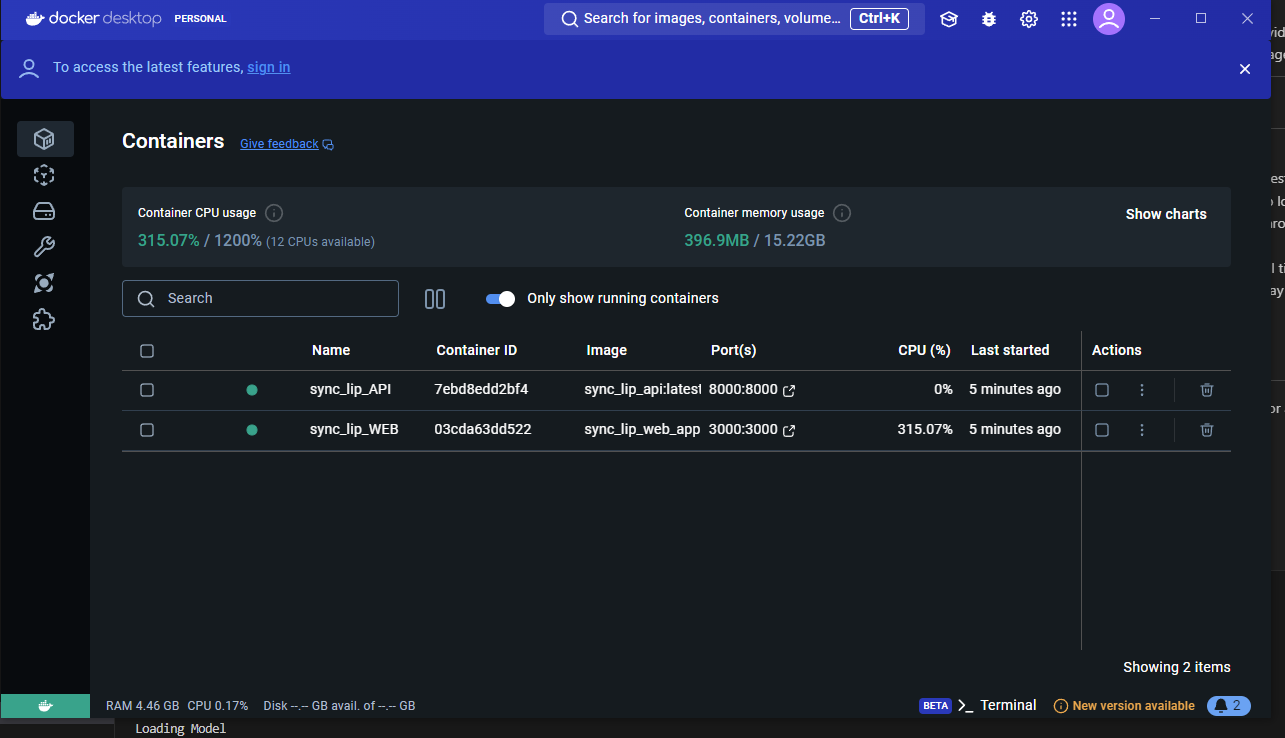 docker desktop PERSONAL
Search for images, containers, volume... Ctrl+K
To access the latest features, sign in
Containers Give feedback
Container CPU usage
315.07% / 1200% (12 CPUs available)
Container memory usage
396.9MB / 15.22GB
Show charts
Search
Only show running containers
Name Container ID Image Port(s) CPU (%) Last started Actions
sync_lip_API 7ebd8edd2bf4 sync_lip_api:latest 8000:8000 0% 5 minutes ago
sync_lip_WEB 03cda63dd522 sync_lip_web_app 3000:3000 315.07% 5 minutes ago
Showing 2 items
RAM 4.46 GB CPU 0.17% Disk --.-- GB avail. of --.-- GB
BETA Terminal New version available 2
Loading Model